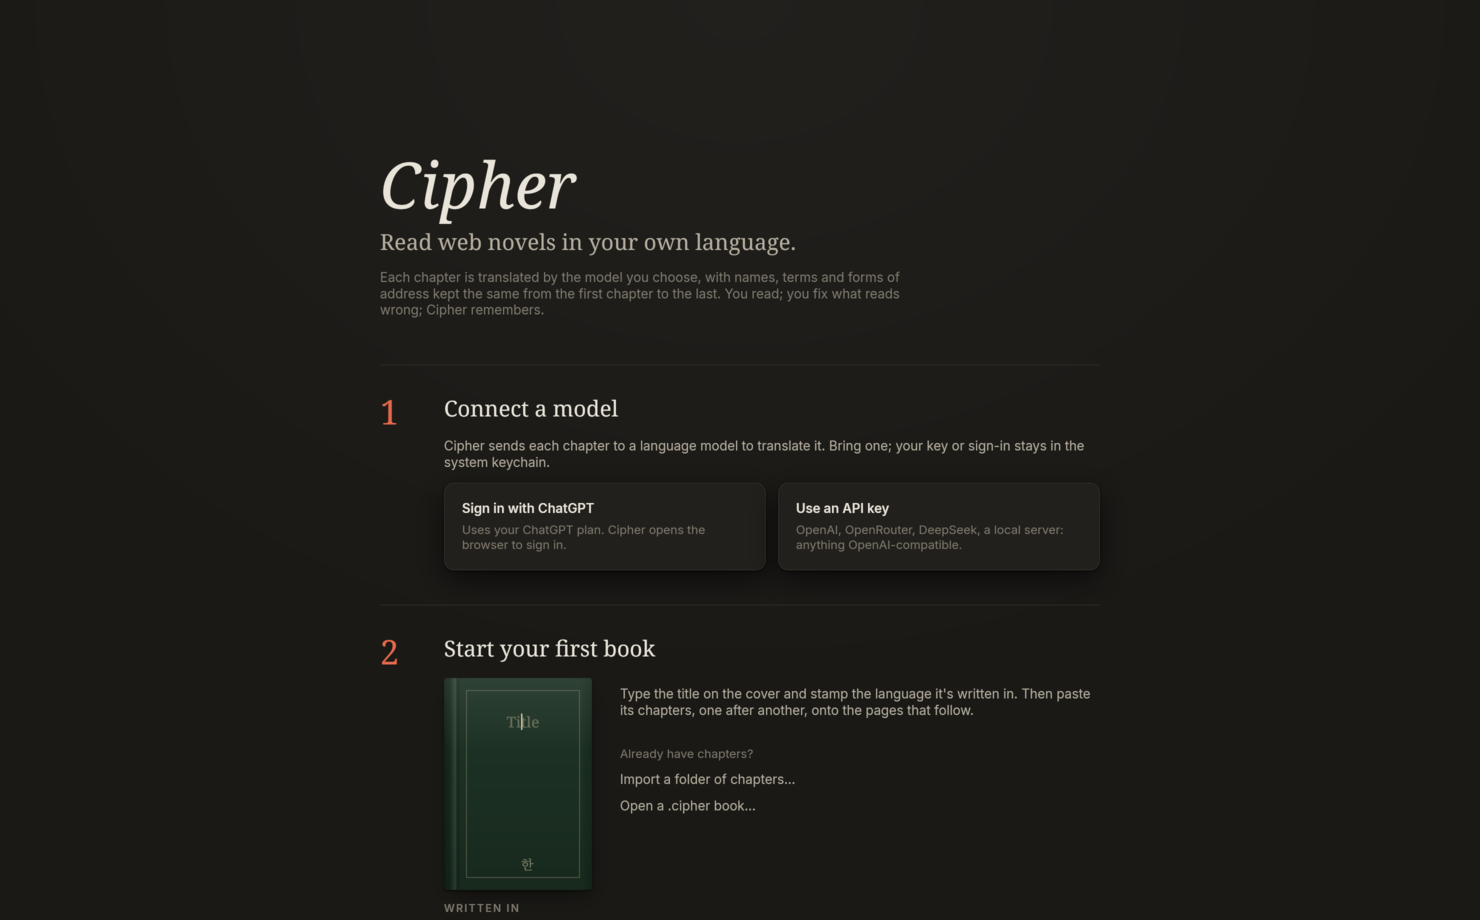 Cipher
Read web novels in your own language.
Each chapter is translated by the model you choose, with names, terms and forms of
address kept the same from the first chapter to the last. You read; you fix what reads
wrong; Cipher remembers.
1
Connect a model
Cipher sends each chapter to a language model to translate it. Bring one; your key or sign-in stays in the
system keychain.
Sign in with ChatGPT
Uses your ChatGPT plan. Cipher opens the
browser to sign in.
Use an API key
OpenAI, OpenRouter, DeepSeek, a local server:
anything OpenAI-compatible.
2
Start your first book
Title
한
WRITTEN IN
Type the title on the cover and stamp the language it's written in. Then paste
its chapters, one after another, onto the pages that follow.
Already have chapters?
Import a folder of chapters...
Open a .cipher book...